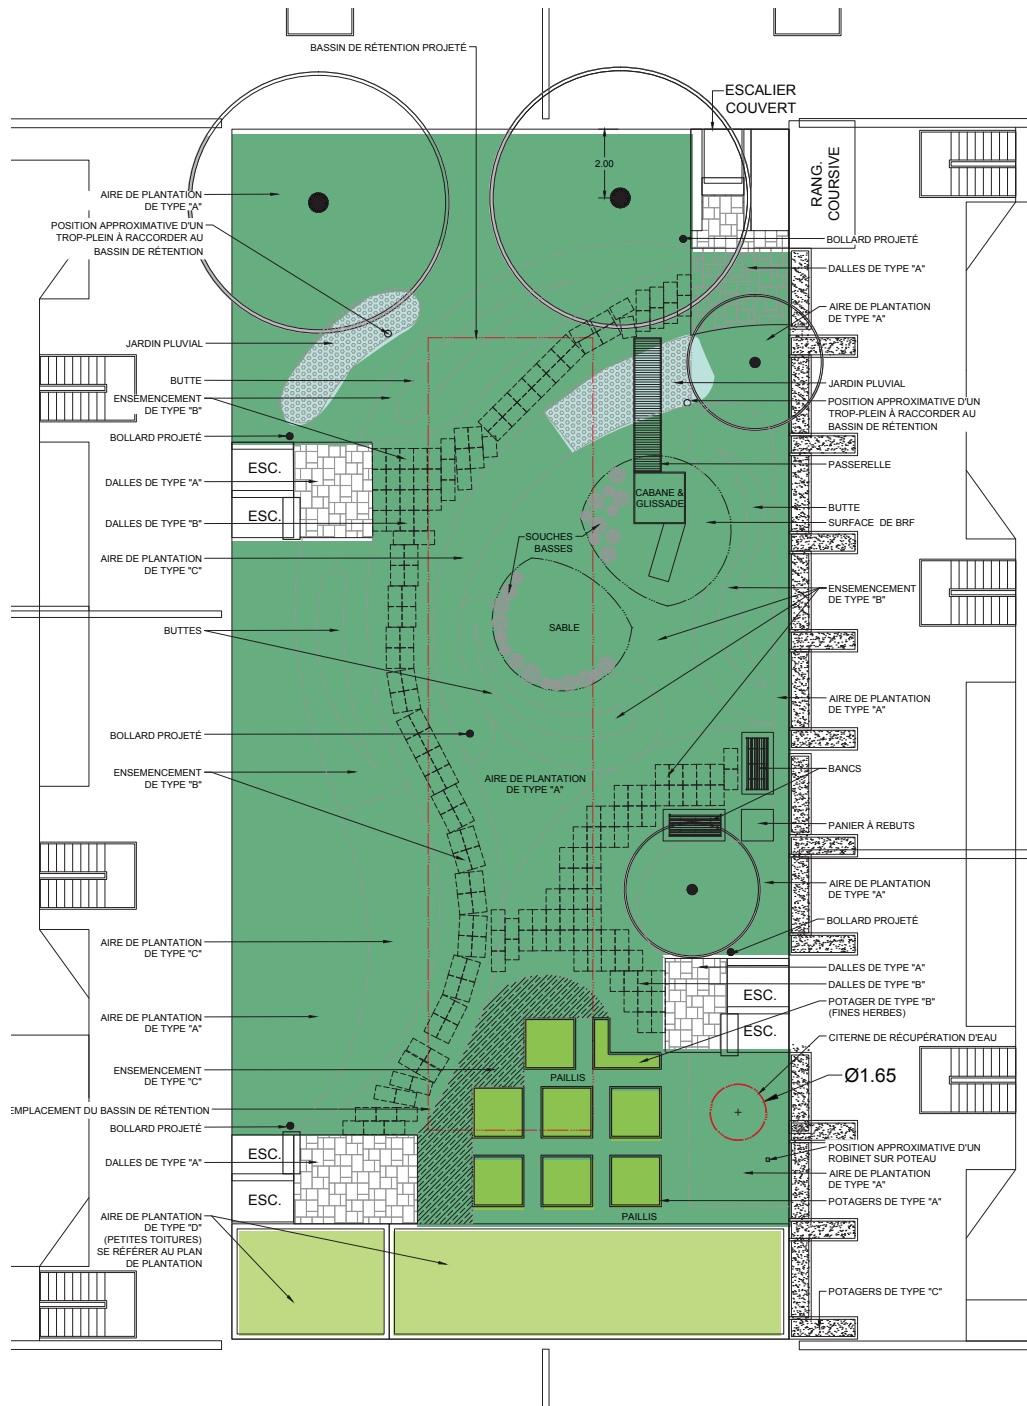 BASSIN DE RÉTENTION PROJETÉ
ESCALIER
COUVERT
2.00
RANG.
COURSIVE
AIRE DE PLANTATION
DE TYPE "A"
POSITION APPROXIMATIVE D'UN
TROP-PLEIN À RACCORDER AU
BASSIN DE RÉTENTION
JARDIN PLUVIAL
BUTTE
ENSEMENCEMENT
DE TYPE "B"
BOLLARD PROJETÉ
ESC.
DALLES DE TYPE "A"
ESC.
DALLES DE TYPE "B"
AIRE DE PLANTATION
DE TYPE "C"
BUTTES
BOLLARD PROJETÉ
ENSEMENCEMENT
DE TYPE "B"
AIRE DE PLANTATION
DE TYPE "C"
AIRE DE PLANTATION
DE TYPE "A"
ENSEMENCEMENT
DE TYPE "C"
EMPLACEMENT DU BASSIN DE RÉTENTION
BOLLARD PROJETÉ
ESC.
DALLES DE TYPE "A"
ESC.
AIRE DE PLANTATION
DE TYPE "D"
(PETITES TOITURES)
SE RÉFÉRER AU PLAN
DE PLANTATION
CABANE &
GLISSADE
SOUCHES
BASSES
SABLE
AIRE DE PLANTATION
DE TYPE "A"
PAILLIS
PAILLIS
ESC.
ESC.
BOLLARD PROJETÉ
DALLES DE TYPE "A"
AIRE DE PLANTATION
DE TYPE "A"
JARDIN PLUVIAL
POSITION APPROXIMATIVE D'UN
TROP-PLEIN À RACCORDER AU
BASSIN DE RÉTENTION
PASSERELLE
BUTTE
SURFACE DE BRF
ENSEMENCEMENT
DE TYPE "B"
AIRE DE PLANTATION
DE TYPE "A"
BANCS
PANIER À REBUTS
AIRE DE PLANTATION
DE TYPE "A"
BOLLARD PROJETÉ
DALLES DE TYPE "A"
DALLES DE TYPE "B"
POTAGER DE TYPE "B"
(FINES HERBES)
CITERNE DE RÉCUPÉRATION D'EAU
Ø1.65
POSITION APPROXIMATIVE D'UN
ROBINET SUR POTEAU
AIRE DE PLANTATION
DE TYPE "A"
POTAGERS DE TYPE "A"
POTAGERS DE TYPE "C"